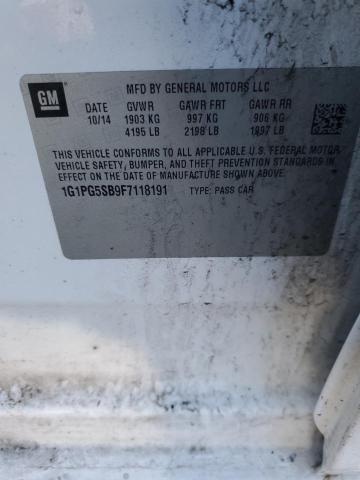 GM
MFD BY GENERAL MOTORS LLC
DATE GVWR GAWR FRT GAWR RR
10/14 1903 KG 997 KG 906 KG
4195 LB 2198 LB 1997 LB
THIS VEHICLE CONFORMS TO ALL APPLICABLE U.S. FEDERAL MOTOR
VEHICLE SAFETY, BUMPER, AND THEFT PREVENTION STANDARDS
IN EFFECT ON THE DATE OF MANUFACTURE SHOWN ABOVE.
1G1PG5SB9F7118191 TYPE: PASS CAR